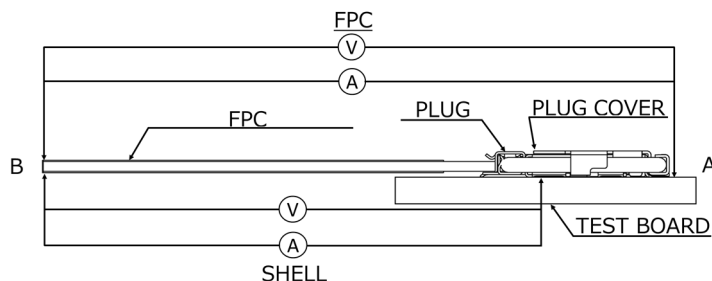 FPC
V
A
PLUG
PLUG COVER
FPC
B
A
V
TEST BOARD
A
SHELL